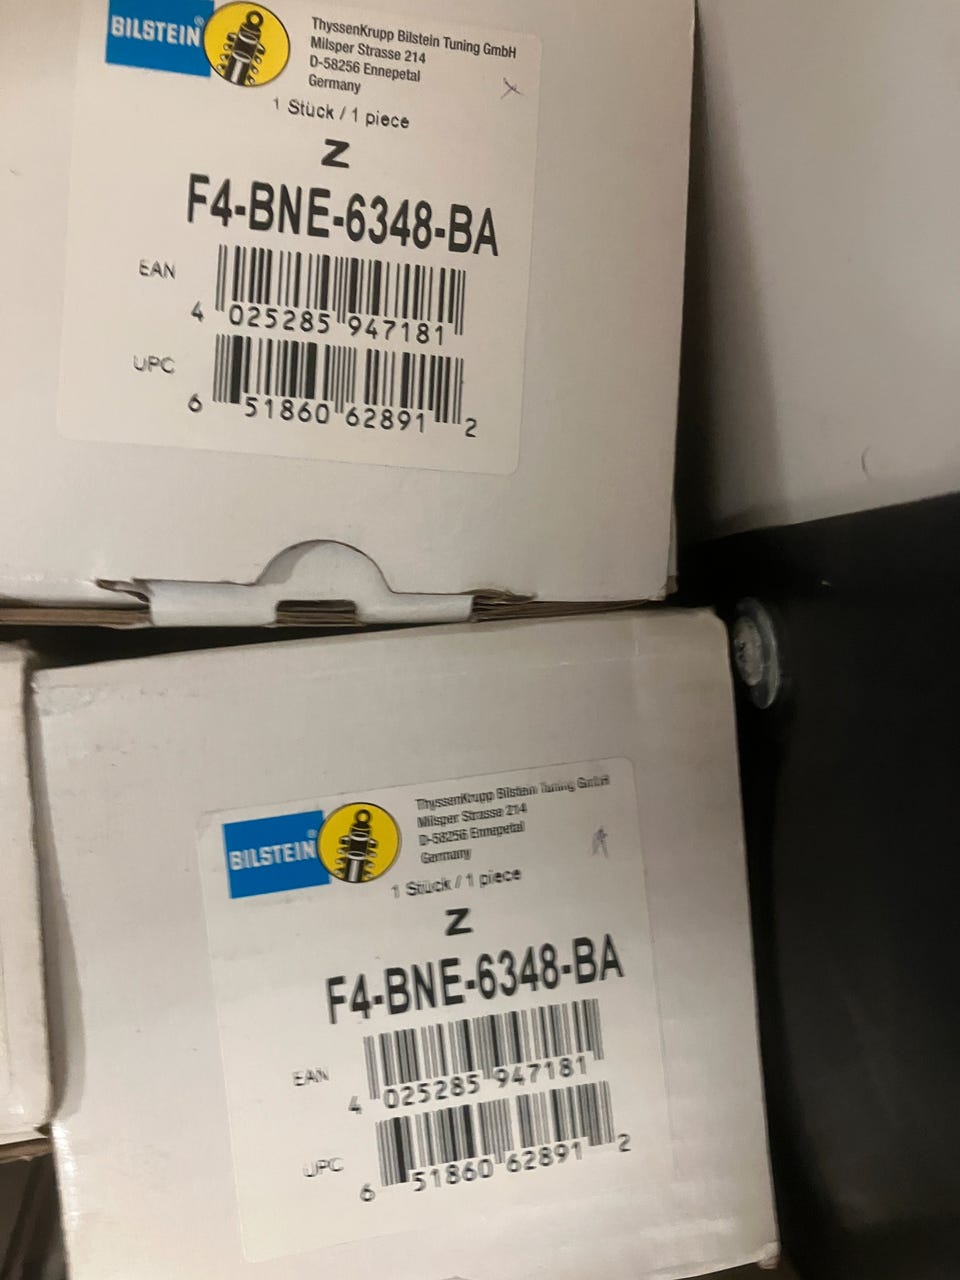 BILSTEIN®
ThyssenKrupp Bilstein Tuning GmbH
Milsper Strasse 214
D-58256 Ennepetal
Germany
1 Stück / 1 piece
Z
F4-BNE-6348-BA
EAN
4 025285 947181
UPC
6 51860 62891 2
BILSTEIN®
ThyssenKrupp Bilstein Tuning GmbH
Milsper Strasse 214
D-58256 Ennepetal
Germany
1 Stück / 1 piece
Z
F4-BNE-6348-BA
EAN
4 025285 947181
UPC
6 51860 62891 2